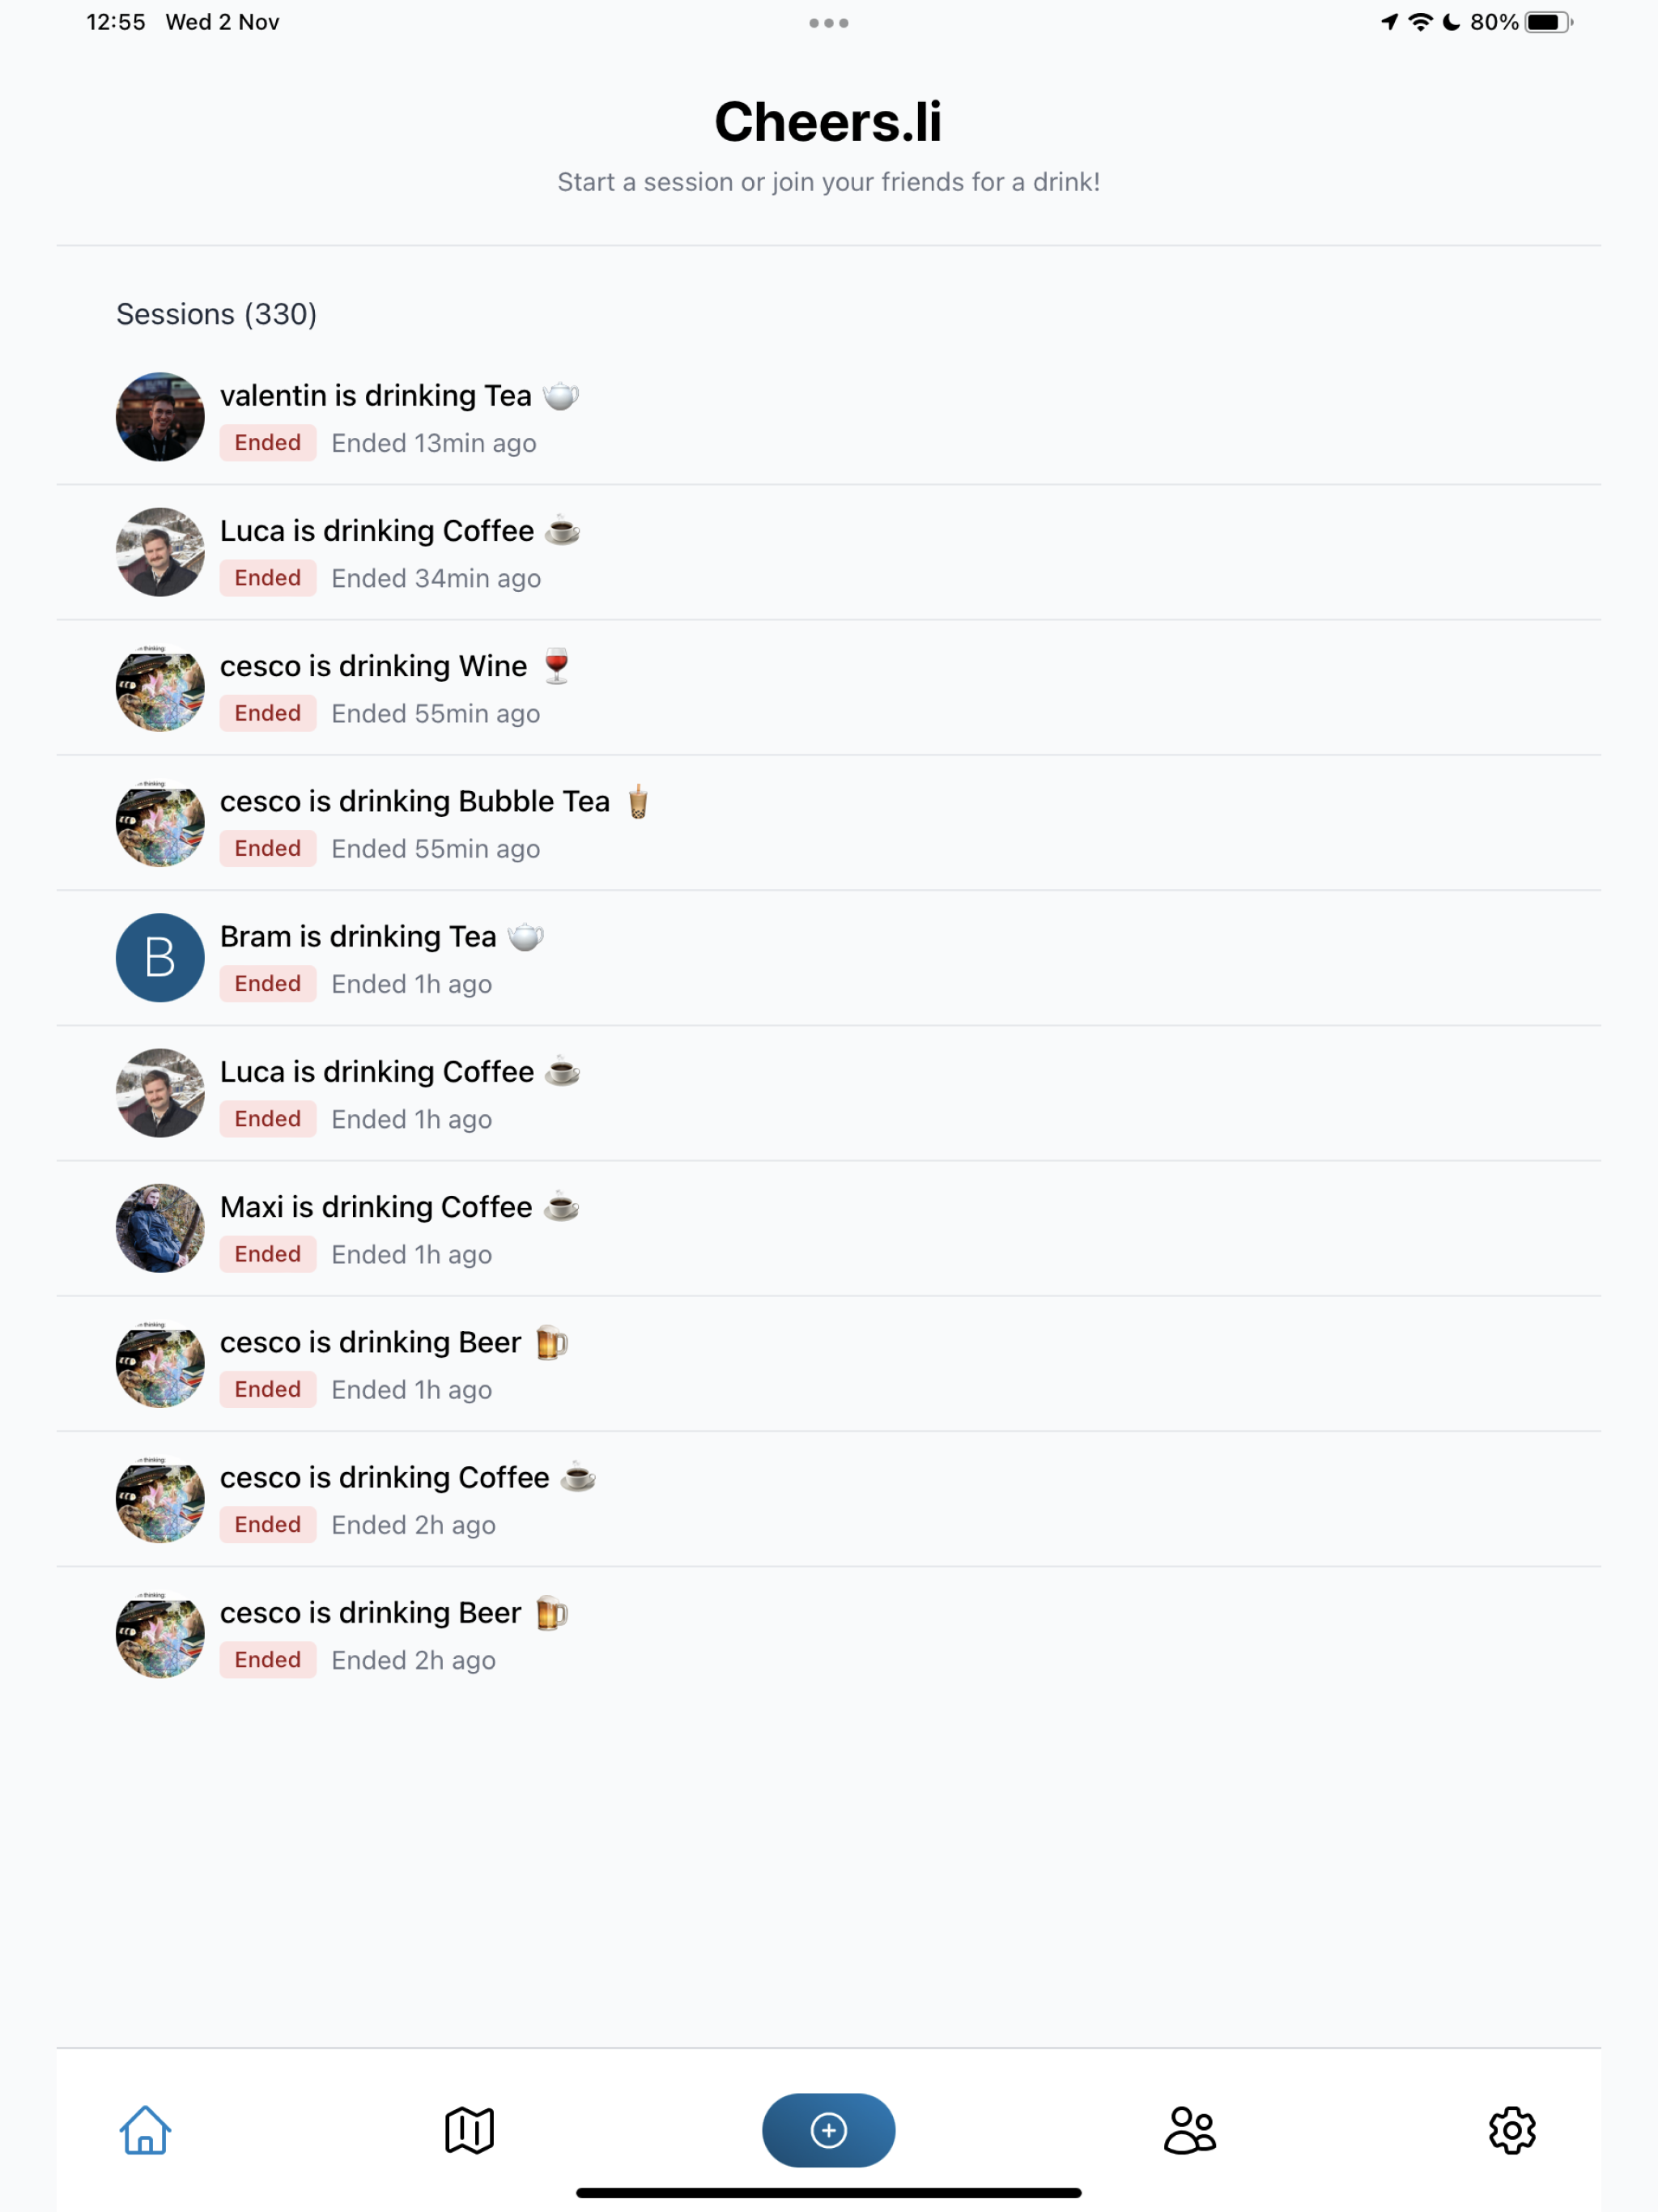 12:55 Wed 2 Nov
80%
Cheers.li
Start a session or join your friends for a drink!
Sessions (330)
valentin is drinking Tea 🫖
Ended Ended 13min ago
Luca is drinking Coffee ☕
Ended Ended 34min ago
thinking:
cesco is drinking Wine 🍷
Ended Ended 55min ago
thinking:
cesco is drinking Bubble Tea 🧋
Ended Ended 55min ago
B
Bram is drinking Tea 🫖
Ended Ended 1h ago
Luca is drinking Coffee ☕
Ended Ended 1h ago
Maxi is drinking Coffee ☕
Ended Ended 1h ago
thinking:
cesco is drinking Beer 🍺
Ended Ended 1h ago
thinking:
cesco is drinking Coffee ☕
Ended Ended 2h ago
thinking:
cesco is drinking Beer 🍺
Ended Ended 2h ago